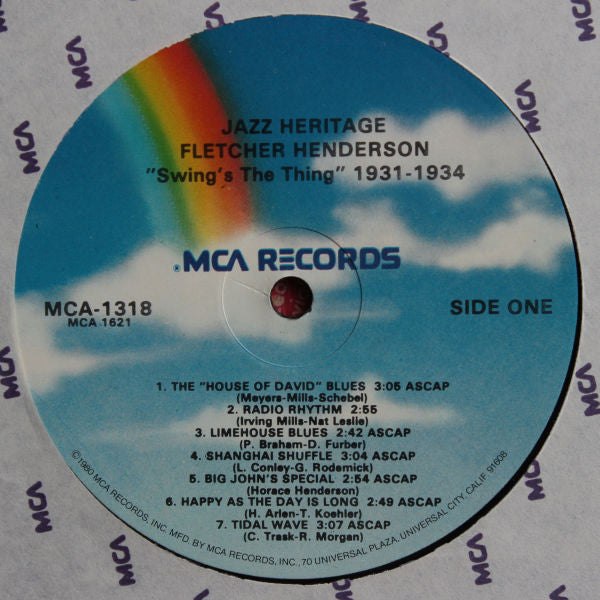 JAZZ HERITAGE
FLETCHER HENDERSON
"Swing's The Thing" 1931-1934
®MCA RECORDS
MCA-1318
MCA 1621
SIDE ONE
1. THE "HOUSE OF DAVID" BLUES 3:05 ASCAP
(Meyers-Mills-Schebel)
2. RADIO RHYTHM 2:55
(Irving Mills-Nat Leslie)
3. LIMEHOUSE BLUES 2:42 ASCAP
(P. Braham-D. Furber)
4. SHANGHAI SHUFFLE 3:04 ASCAP
(L. Conley-G. Rodemick)
5. BIG JOHN'S SPECIAL 2:54 ASCAP
(Horace Henderson)
6. HAPPY AS THE DAY IS LONG 2:49 ASCAP
(H. Arlen-T. Koehler)
7. TIDAL WAVE 3:07 ASCAP
(C. Trask-R. Morgan)
©1980 MCA RECORDS, INC. MFD. BY MCA RECORDS, INC., 70 UNIVERSAL PLAZA, UNIVERSAL CITY, CALIF. 91608
MCA
MCA
MCA
MCA
MCA
MCA
MCA
MCA
MCA
MCA
MCA